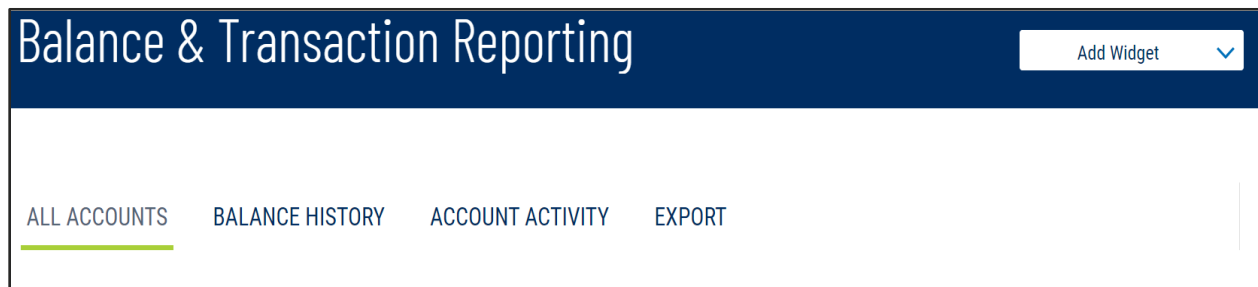 Balance & Transaction Reporting
Add Widget
ALL ACCOUNTS BALANCE HISTORY ACCOUNT ACTIVITY EXPORT